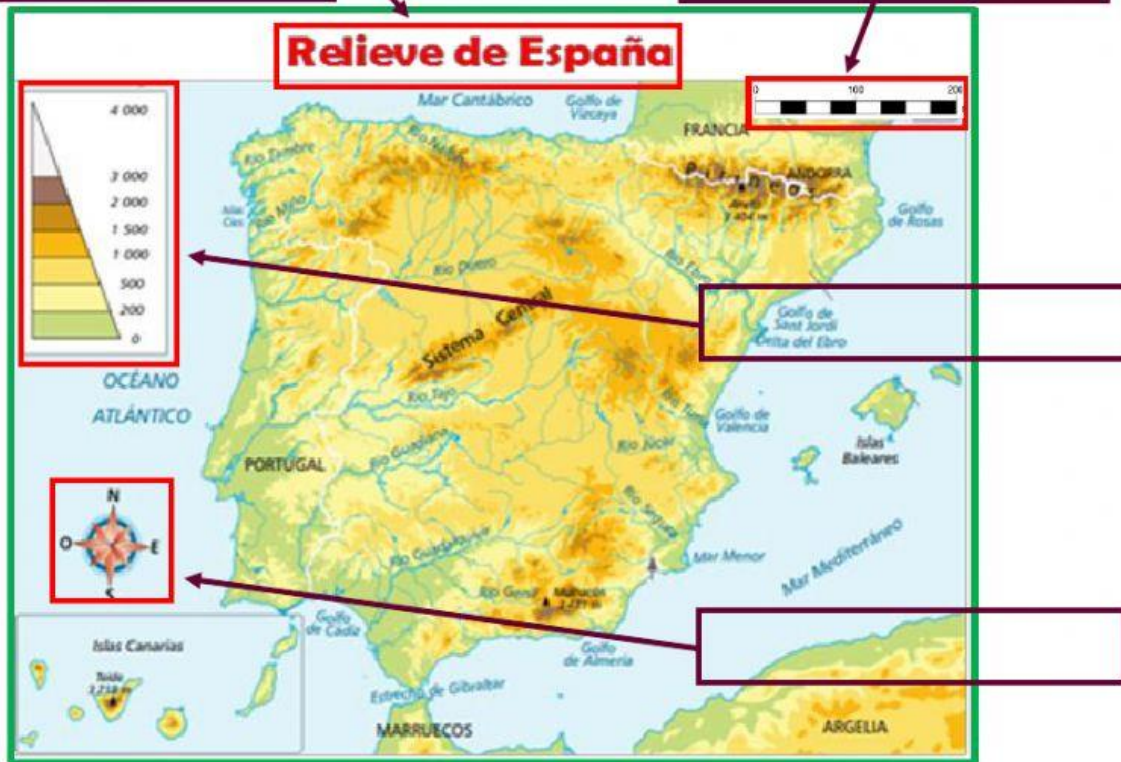 Relieve de España
0 100 200
4 000
3 000
2 000
1 500
1 000
500
200
0
Mar Cantábrico
Golfo de
Vizcaya
FRANCIA
ANDORRA
Pirineos
Aneto
3 404 m
Golfo
de Rosas
Río Tambre
Río Miño
Islas
Cíes
Río Duero
Río Ebro
Sistema Central
Golfo de
Sant Jordi
Delta del Ebro
OCÉANO
ATLÁNTICO
Río Tajo
Río Turia
Golfo de
Valencia
Río Guadiana
Río Júcar
Islas
Baleares
PORTUGAL
N
O E
S
Río Segura
Río Guadalquivir
Mar Menor
Mar Mediterráneo
Río Genil
Mulhacén
Golfo
de Cádiz
Golfo
de Almería
Islas Canarias
Teide
3 718 m
Estrecho de Gibraltar
MARRUECOS
ARGELIA